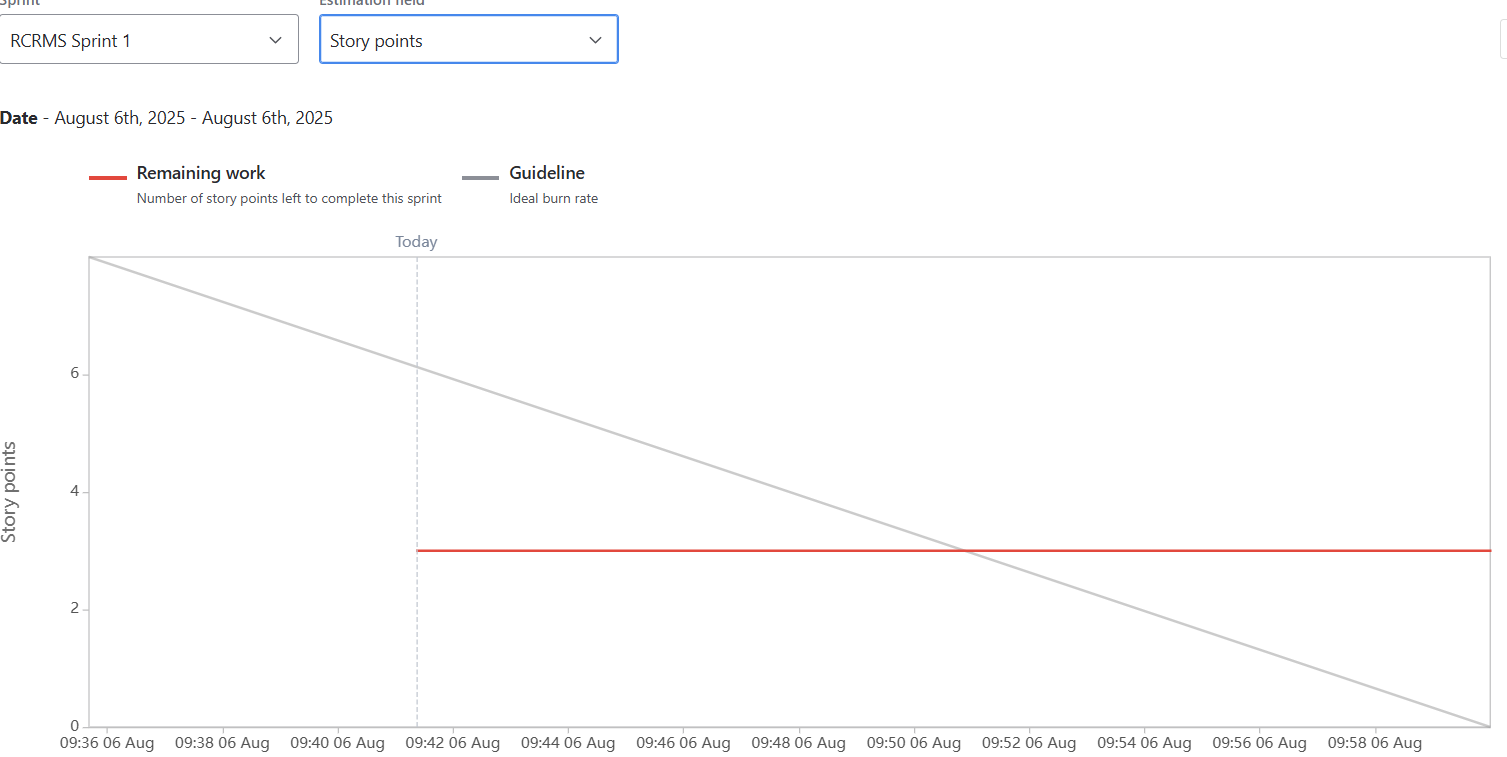 Sprint
Estimation field
RCRMS Sprint 1
Story points
Date - August 6th, 2025 - August 6th, 2025
Remaining work
Number of story points left to complete this sprint
Guideline
Ideal burn rate
Today
6
4
2
0
Story points
09:36 06 Aug
09:38 06 Aug
09:40 06 Aug
09:42 06 Aug
09:44 06 Aug
09:46 06 Aug
09:48 06 Aug
09:50 06 Aug
09:52 06 Aug
09:54 06 Aug
09:56 06 Aug
09:58 06 Aug